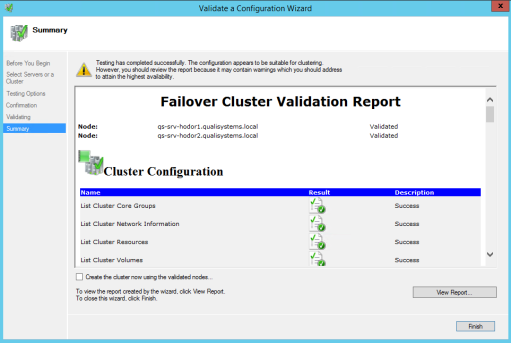 Validate a Configuration Wizard
x
Summary
Before You Begin
Select Servers or a
Cluster
Testing Options
Confirmation
Validating
Summary
Testing has completed successfully. The configuration appears to be suitable for clustering.
However, you should review the report because it may contain warnings which you should address
to attain the highest availability.
Failover Cluster Validation Report
Node: qs-srv-hodor1.qualisystems.local Validated
Node: qs-srv-hodor2.qualisystems.local Validated
Cluster Configuration
Name Result Description
List Cluster Core Groups Success
List Cluster Network Information Success
List Cluster Resources Success
List Cluster Volumes Success
Create the cluster now using the validated nodes...
To view the report created by the wizard, click View Report.
To close this wizard, click Finish.
View Report...
Finish